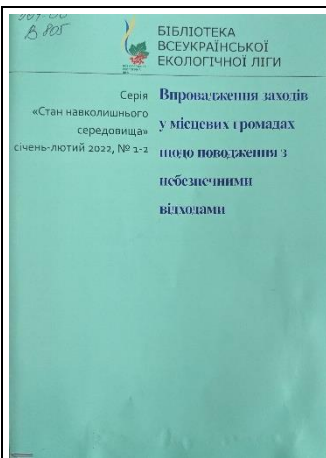 В 805
БІБЛІОТЕКА
ВСЕУКРАЇНСЬКОЇ
ЕКОЛОГІЧНОЇ ЛІГИ
Серія
«Стан навколишнього
середовища»
січень-лютий 2022, № 1-2
Впровадження заходів
у місцевих громадах
щодо поводження з
небезпечними
відходами